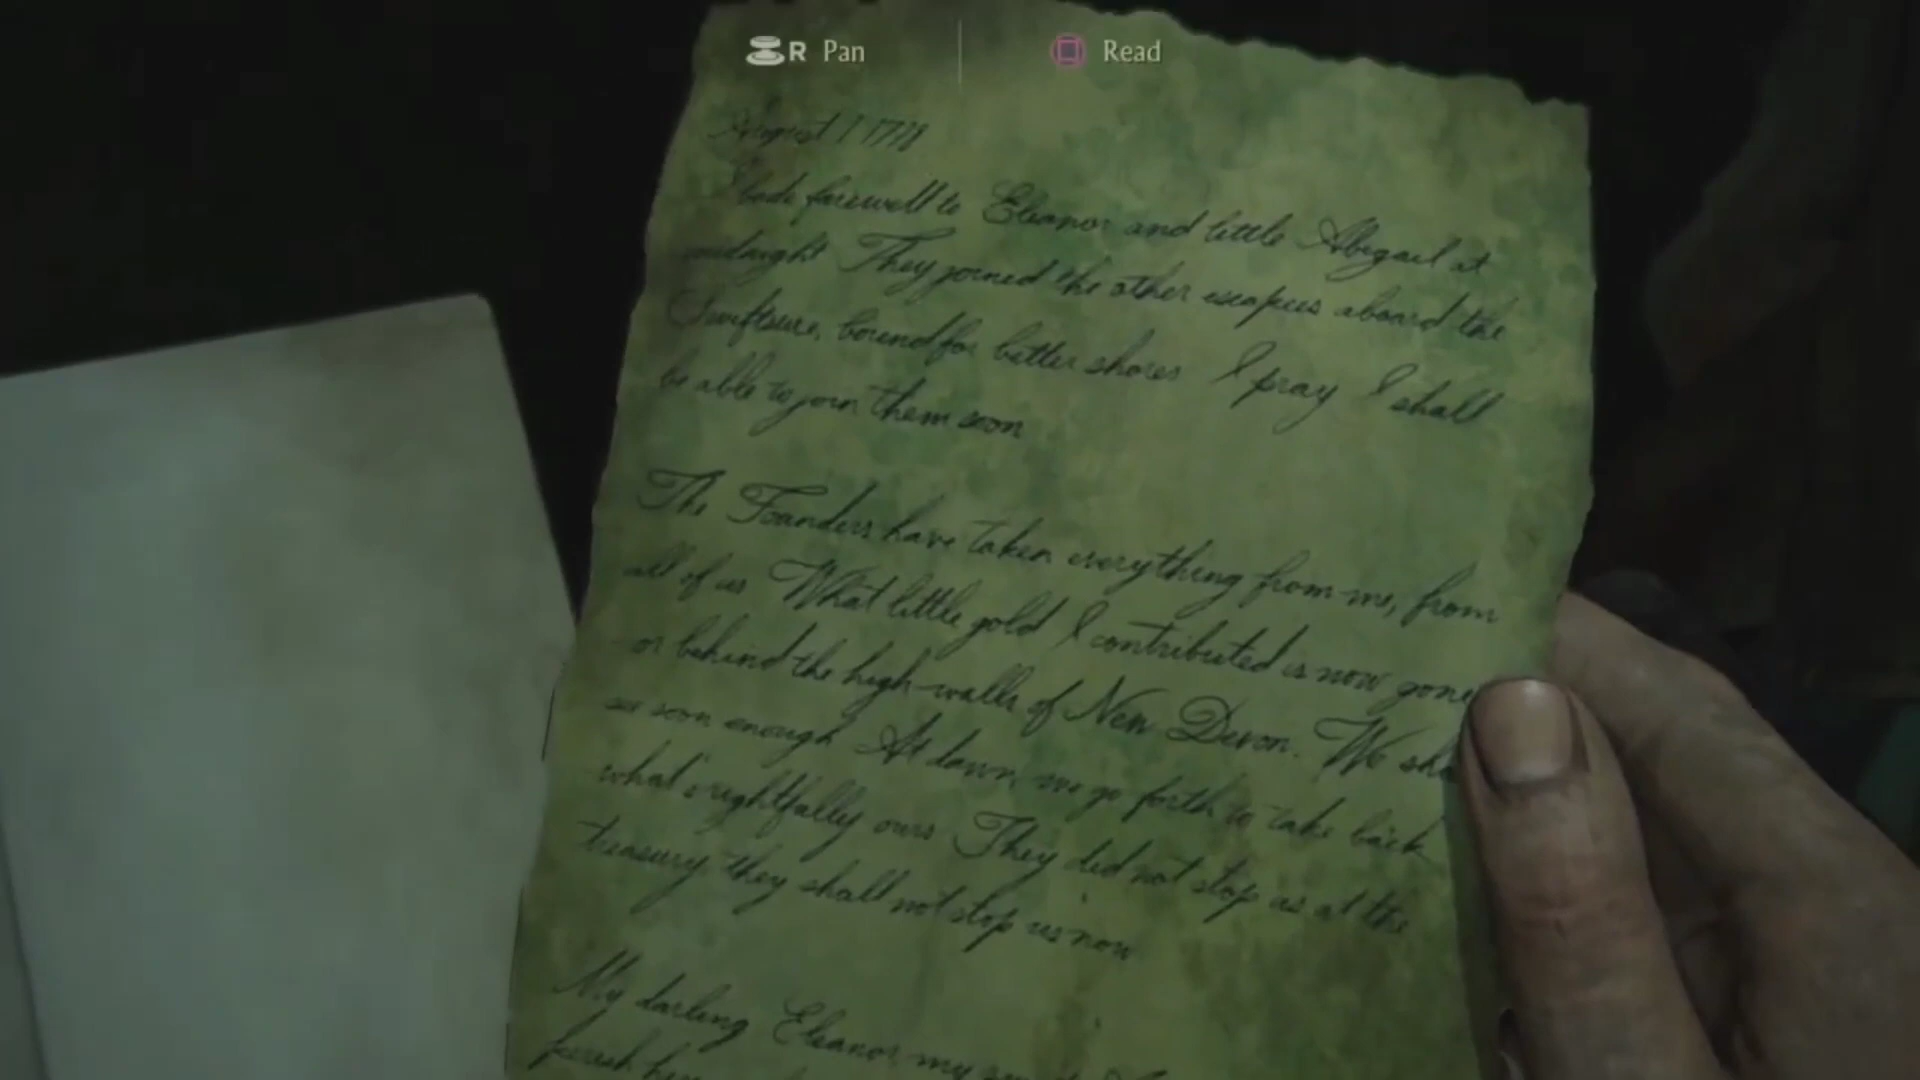 R Pan
Read
August 1 17
I bade farewell to Eleanor and little Abigail at
midnight They joined the other escapees aboard the
Swiftsure, bound for better shores I pray I shall
be able to join them soon
The Founders have taken everything from me, from
all of us What little gold I contributed is now gone
or behind the high walls of New Devon. We sha
see soon enough At dawn, we go forth to take back
what's rightfully ours They did not stop us at the
treasury, they shall not stop us now
My darling Eleanor my